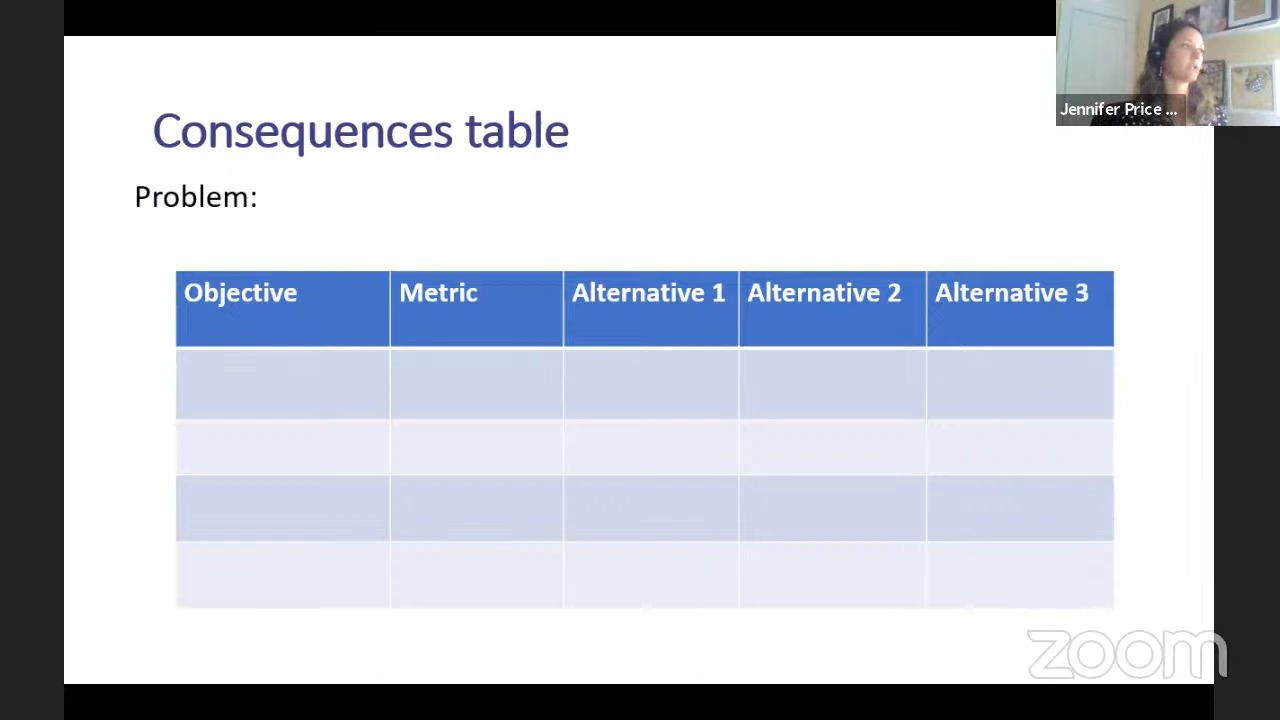 Jennifer Price ...
Consequences table
Problem:
Objective Metric Alternative 1 Alternative 2 Alternative 3
zoom